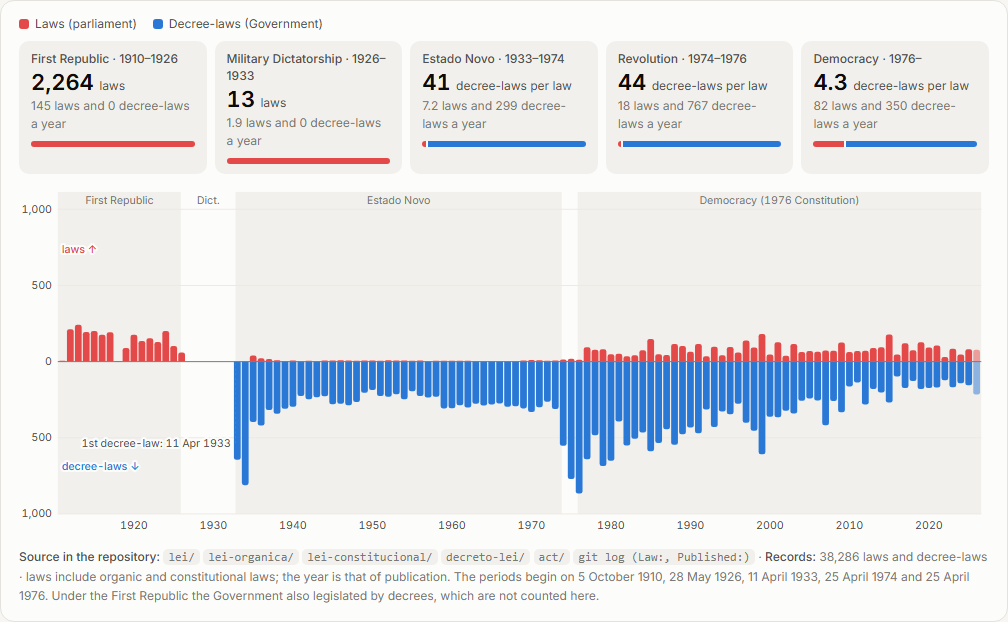 Laws (parliament) Decree-laws (Government)
First Republic · 1910–1926
2,264 laws
145 laws and 0 decree-laws
a year
Military Dictatorship · 1926–
1933
13 laws
1.9 laws and 0 decree-laws
a year
Estado Novo · 1933–1974
41 decree-laws per law
7.2 laws and 299 decree-
laws a year
Revolution · 1974–1976
44 decree-laws per law
18 laws and 767 decree-
laws a year
Democracy · 1976–
4.3 decree-laws per law
82 laws and 350 decree-
laws a year
First Republic Dict. Estado Novo Democracy (1976 Constitution)
1,000
laws ↑
500
0
500
1st decree-law: 11 Apr 1933
decree-laws ↓
1,000
1920 1930 1940 1950 1960 1970 1980 1990 2000 2010 2020
Source in the repository: lei/ lei-organica/ lei-constitucional/ decreto-lei/ act/ git log (Law:, Published:) · Records: 38,286 laws and decree-laws
· laws include organic and constitutional laws; the year is that of publication. The periods begin on 5 October 1910, 28 May 1926, 11 April 1933, 25 April 1974 and 25 April
1976. Under the First Republic the Government also legislated by decrees, which are not counted here.